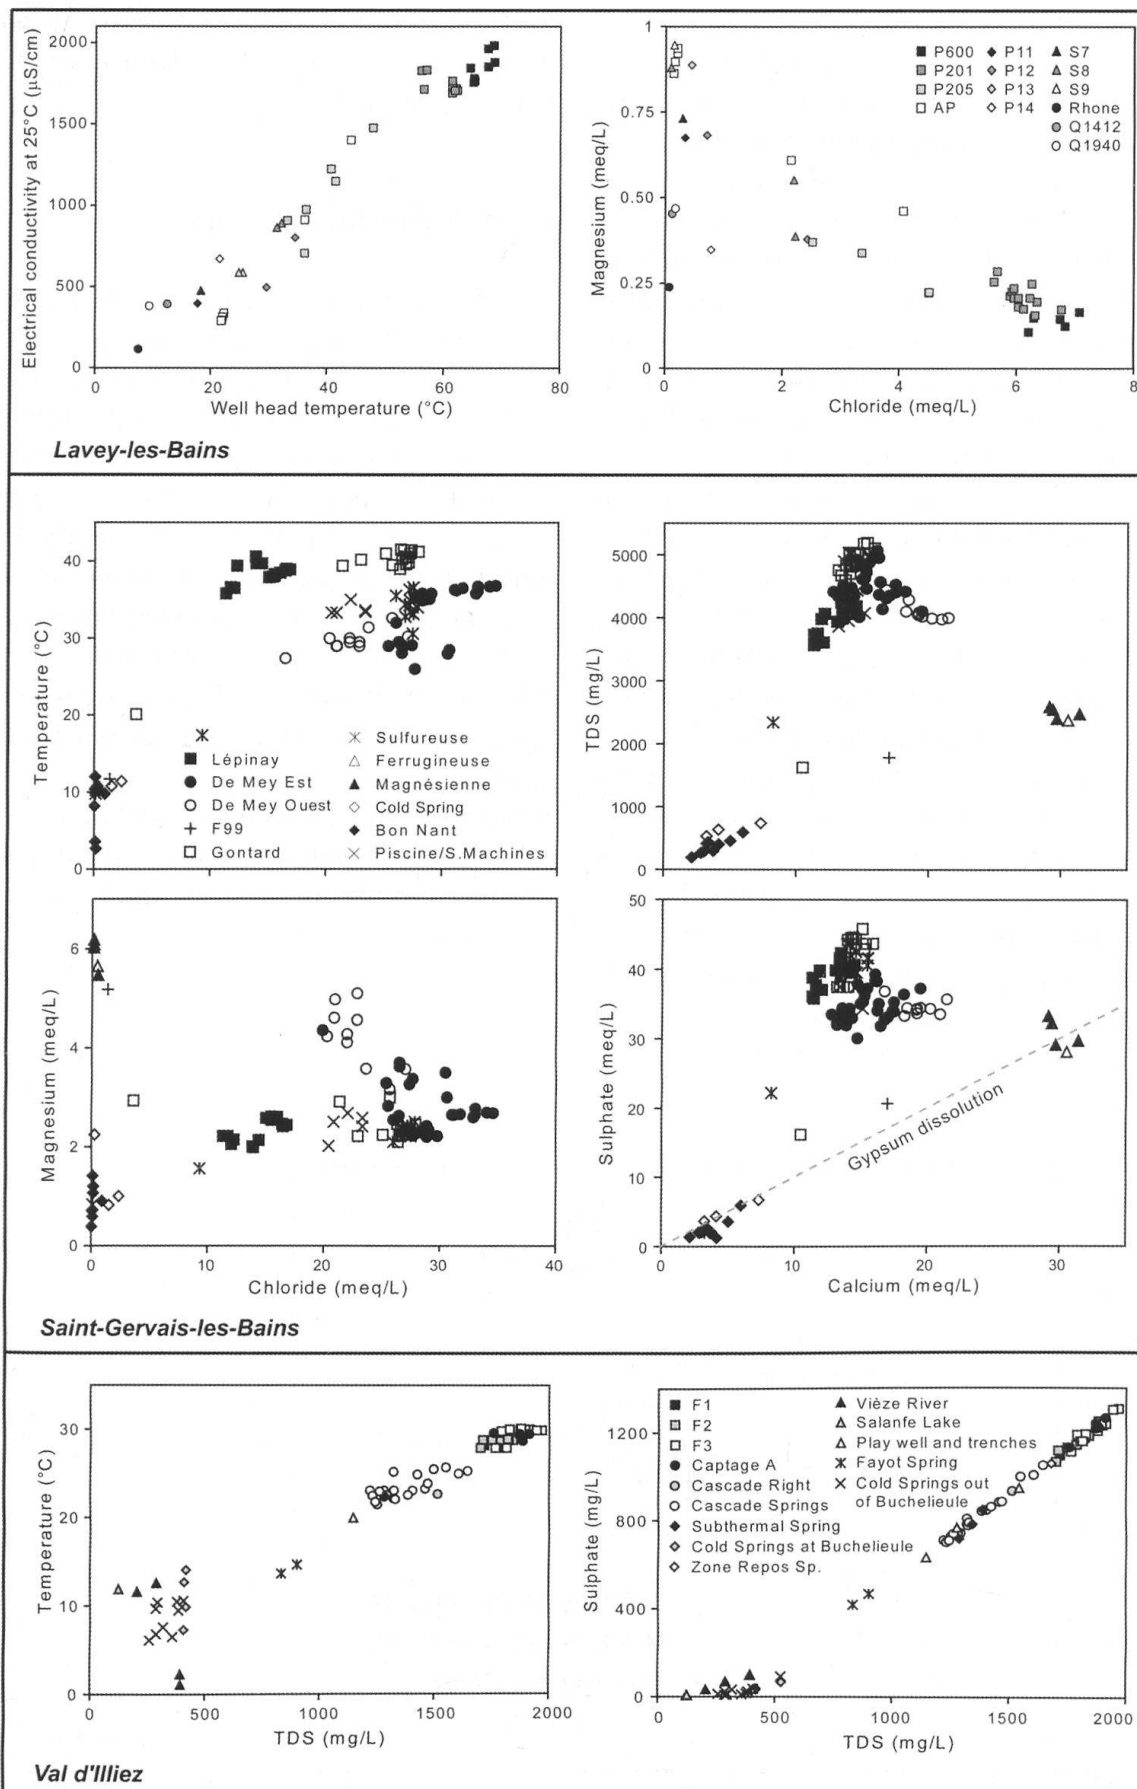 Electrical conductivity at 25°C (µS/cm)
2000
1500
1000
500
0
0 20 40 60 80
Well head temperature (°C)
Magnesium (meq/L)
1
0.75
0.50
0.25
0
0 2 4 6 8
Chloride (meq/L)
P600 P11 S7
P201 P12 S8
P205 P13 S9
AP P14 Rhone
Q1412
Q1940
Lavey-les-Bains
Temperature (°C)
40
30
20
10
0
Lépinay
De Mey Est
De Mey Ouest
F99
Gontard
Sulfureuse
Ferrugineuse
Magnésienne
Cold Spring
Bon Nant
Piscine/S.Machines
TDS (mg/L)
5000
4000
3000
2000
1000
0
Magnesium (meq/L)
6
4
2
0
0 10 20 30 40
Chloride (meq/L)
Sulphate (meq/L)
50
40
30
20
10
0
Gypsum dissolution
0 10 20 30
Calcium (meq/L)
Saint-Gervais-les-Bains
Temperature (°C)
30
20
10
0
0 500 1000 1500 2000
TDS (mg/L)
Sulphate (mg/L)
1200
800
400
0
F1
F2
F3
Captage A
Cascade Right
Cascade Springs
Subthermal Spring
Cold Springs at Buchelieule
Zone Repos Sp.
Vièze River
Salanfe Lake
Play well and trenches
Fayot Spring
Cold Springs out
of Buchelieule
0 500 1000 1500 2000
TDS (mg/L)
Val d'Illiez